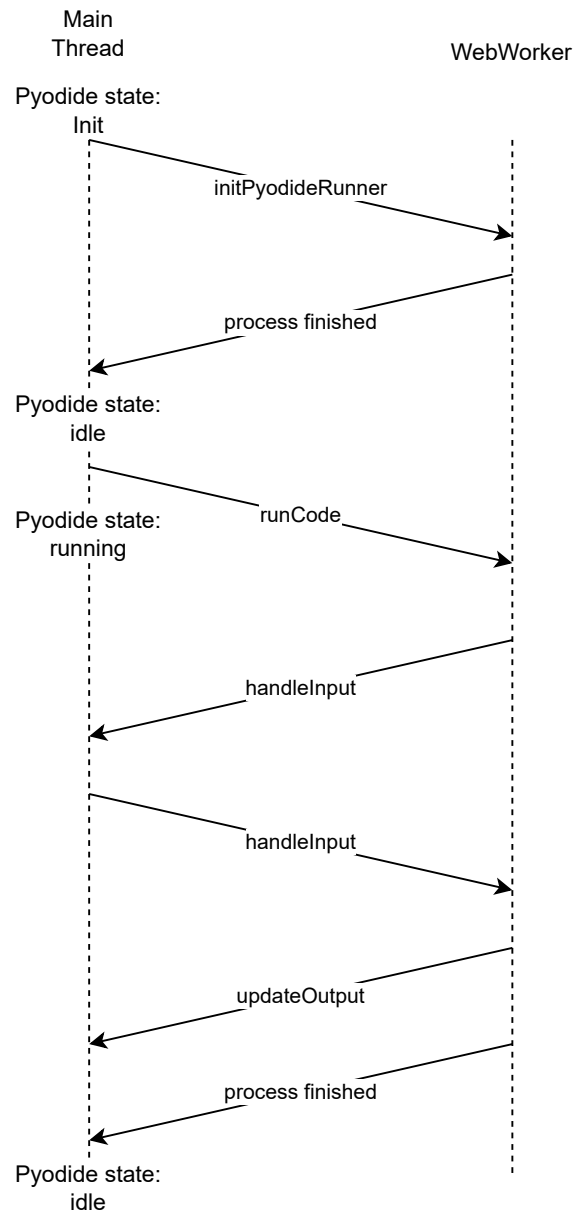 Main
Thread
WebWorker
Pyodide state:
Init
initPyodideRunner
process finished
Pyodide state:
idle
runCode
Pyodide state:
running
handleInput
handleInput
updateOutput
process finished
Pyodide state:
idle